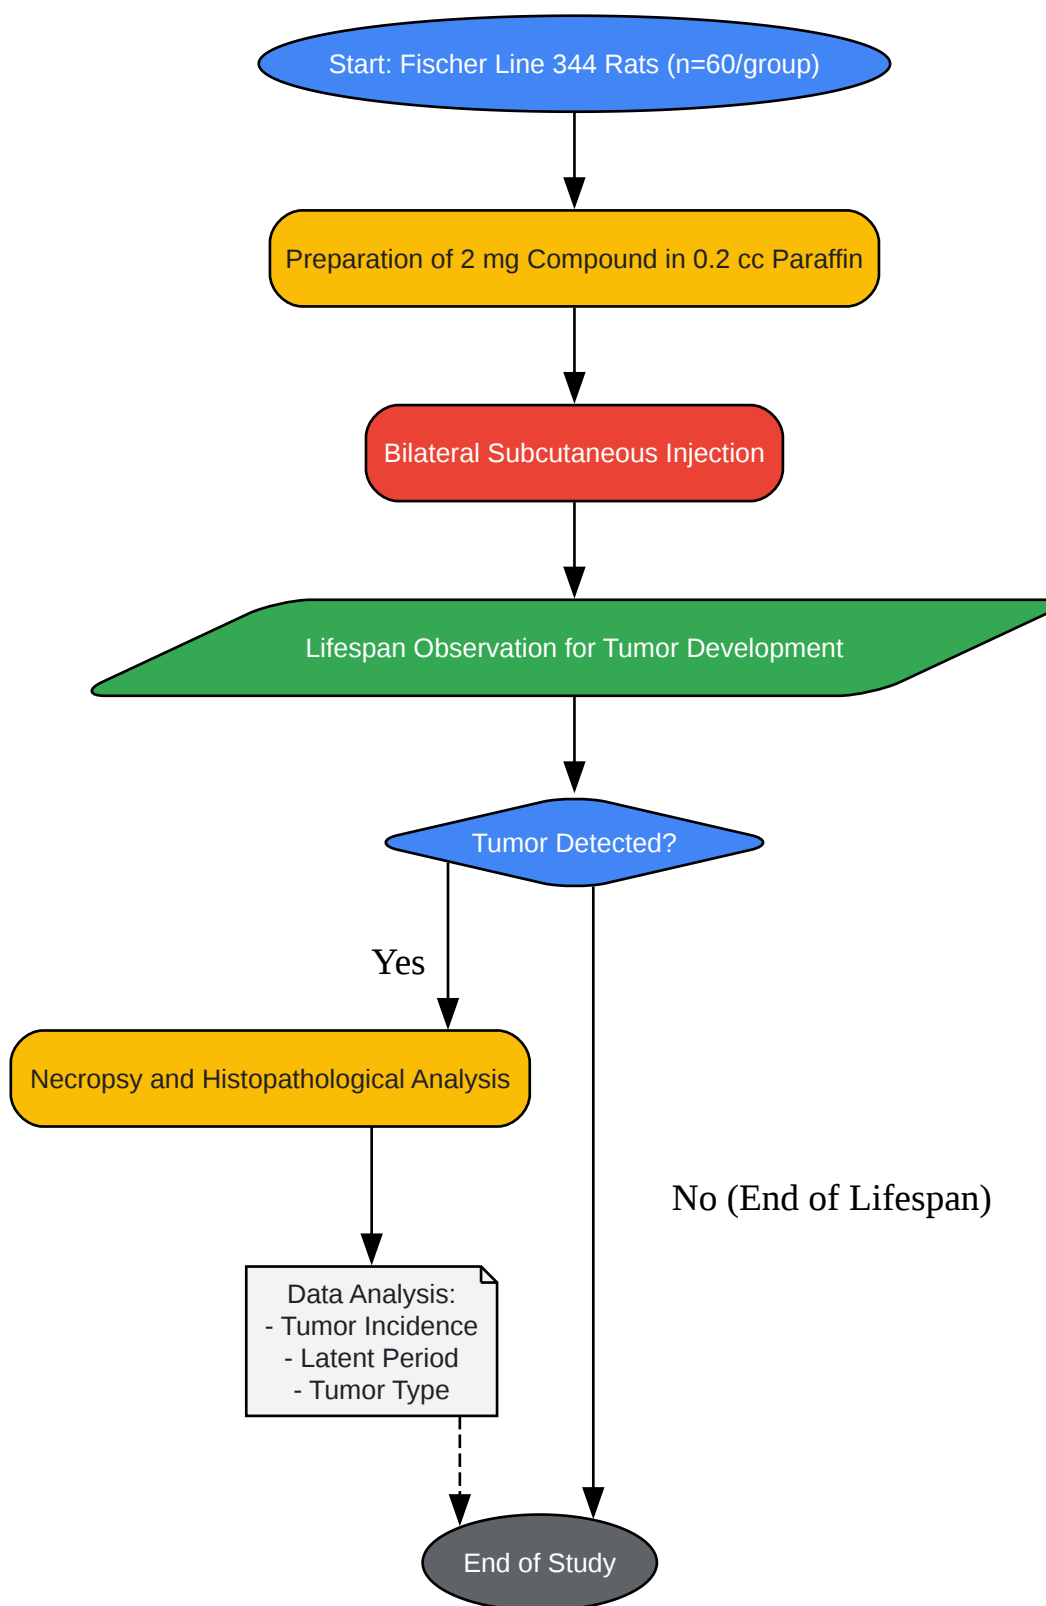 Start: Fischer Line 344 Rats (n=60/group)
Preparation of 2 mg Compound in 0.2 cc Paraffin
Bilateral Subcutaneous Injection
Lifespan Observation for Tumor Development
Tumor Detected?
Yes
Necropsy and Histopathological Analysis
No (End of Lifespan)
Data Analysis:
- Tumor Incidence
- Latent Period
- Tumor Type
End of Study